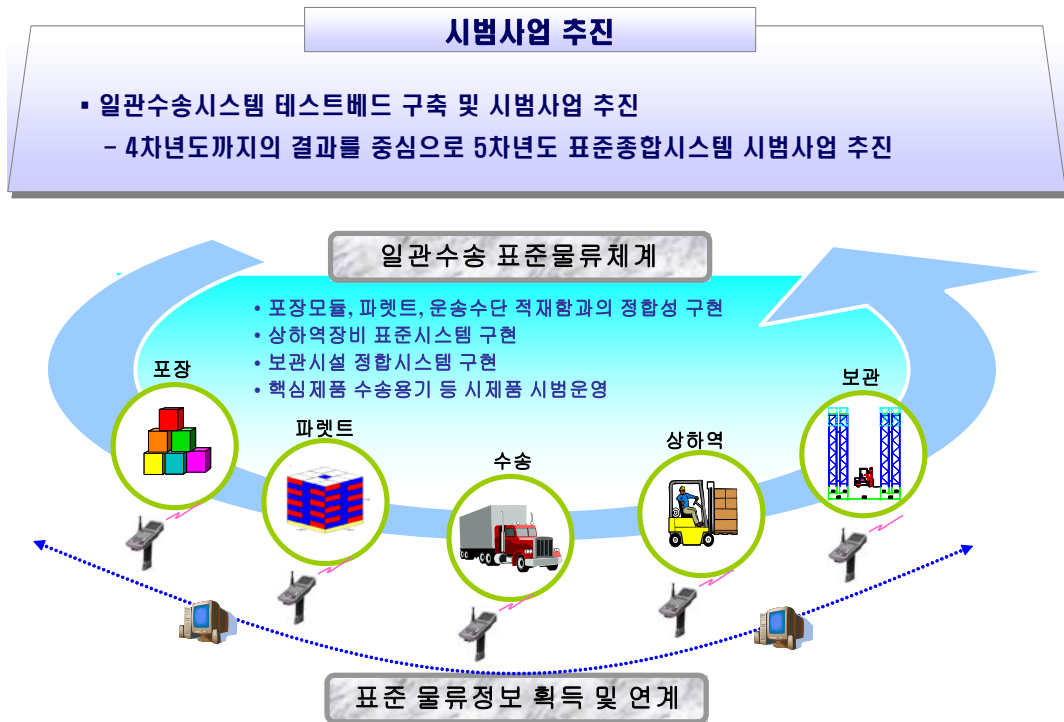 시범사업 추진
▪ 일관수송시스템 테스트베드 구축 및 시범사업 추진
– 4차년도까지의 결과를 중심으로 5차년도 표준종합시스템 시범사업 추진
일관수송 표준물류체계
• 포장모듈, 파렛트, 운송수단 적재함과의 정합성 구현
• 상하역장비 표준시스템 구현
• 보관시설 정합시스템 구현
• 핵심제품 수송용기 등 시제품 시범운영
포장
파렛트
수송
상하역
보관
표준 물류정보 획득 및 연계